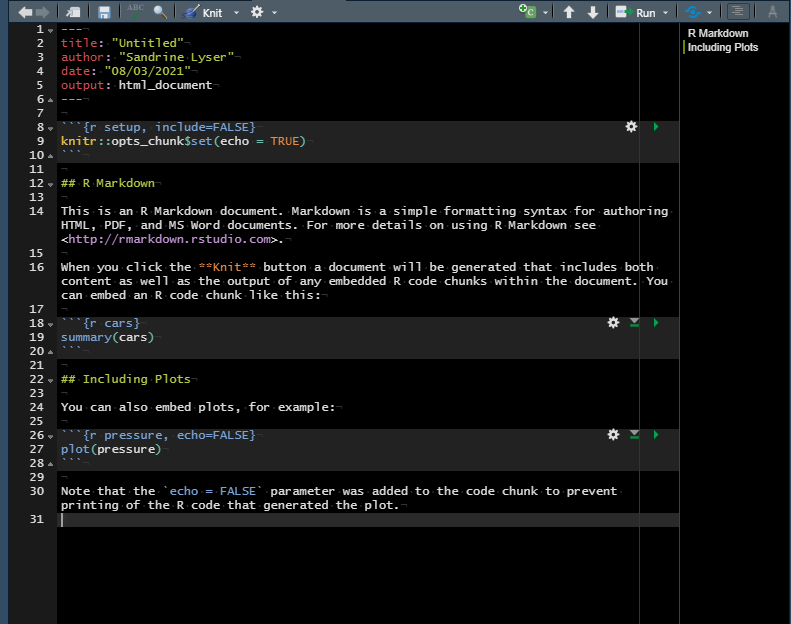 ABC Knit Run
R Markdown
Including Plots
1 ---
2 title: "Untitled"
3 author: "Sandrine Lyser"
4 date: "08/03/2021"
5 output: html_document
6 ---
7
8 ```{r setup, include=FALSE}
9 knitr::opts_chunk$set(echo = TRUE)
10 ```
11
12 ## R Markdown
13
14 This is an R Markdown document. Markdown is a simple formatting syntax for authoring
HTML, PDF, and MS Word documents. For more details on using R Markdown see
<http://rmarkdown.rstudio.com>.
15
16 When you click the **Knit** button a document will be generated that includes both
content as well as the output of any embedded R code chunks within the document. You
can embed an R code chunk like this:
17
18 ```{r cars}
19 summary(cars)
20 ```
21
22 ## Including Plots
23
24 You can also embed plots, for example:
25
26 ```{r pressure, echo=FALSE}
27 plot(pressure)
28 ```
29
30 Note that the `echo = FALSE` parameter was added to the code chunk to prevent
printing of the R code that generated the plot.
31